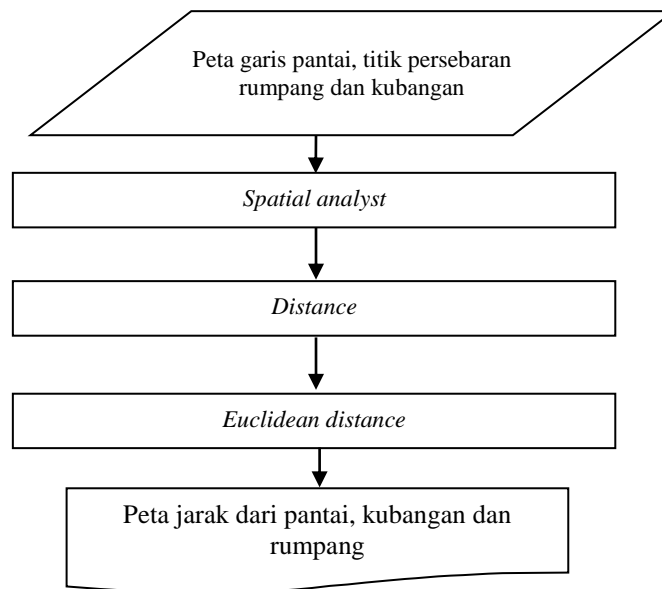 Peta garis pantai, titik persebaran
rumpang dan kubangan
Spatial analyst
Distance
Euclidean distance
Peta jarak dari pantai, kubangan dan
rumpang